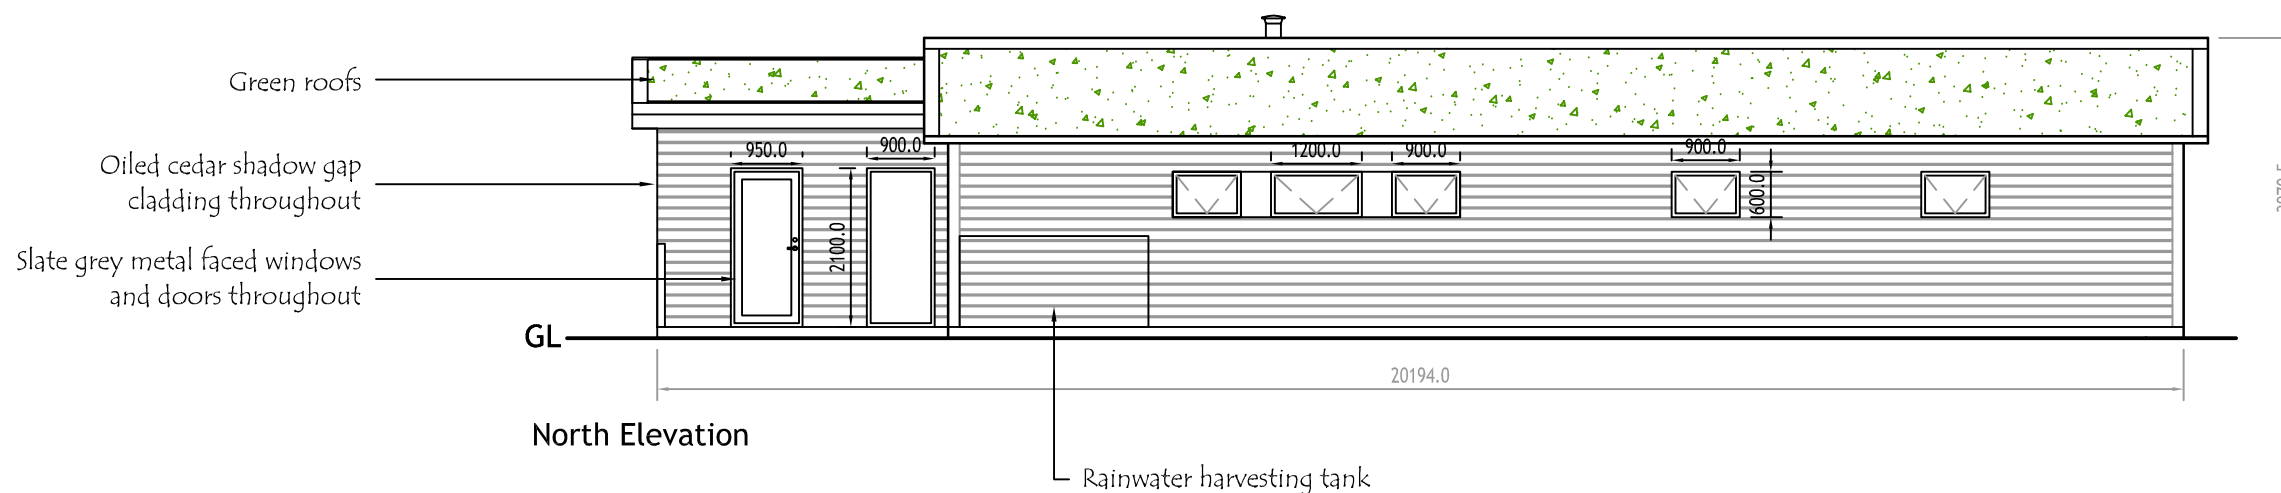 Green roofs
Oiled cedar shadow gap
cladding throughout
Slate grey metal faced windows
and doors throughout
950.0
900.0
1200.0
900.0
900.0
2100.0
600.0
GL
20194.0
North Elevation
Rainwater harvesting tank